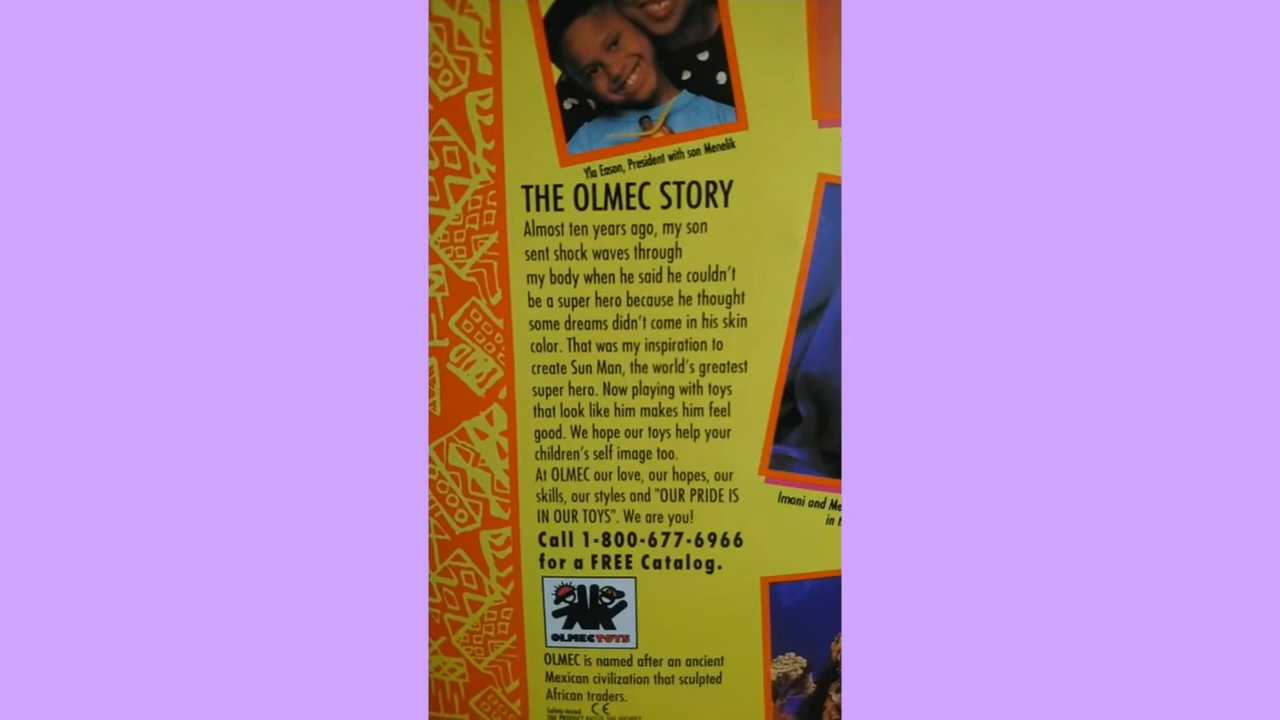 Yla Eason, President with son Menelik
THE OLMEC STORY
Almost ten years ago, my son
sent shock waves through
my body when he said he couldn't
be a super hero because he thought
some dreams didn't come in his skin
color. That was my inspiration to
create Sun Man, the world's greatest
super hero. Now playing with toys
that look like him makes him feel
good. We hope our toys help your
children's self image too.
At OLMEC our love, our hopes, our
skills, our styles and "OUR PRIDE IS
IN OUR TOYS". We are you!
Call 1-800-677-6966
for a FREE Catalog.
OLMECTOYS
OLMEC is named after an ancient
Mexican civilization that sculpted
African traders.
Safety tested. CE
Imani and Me
in